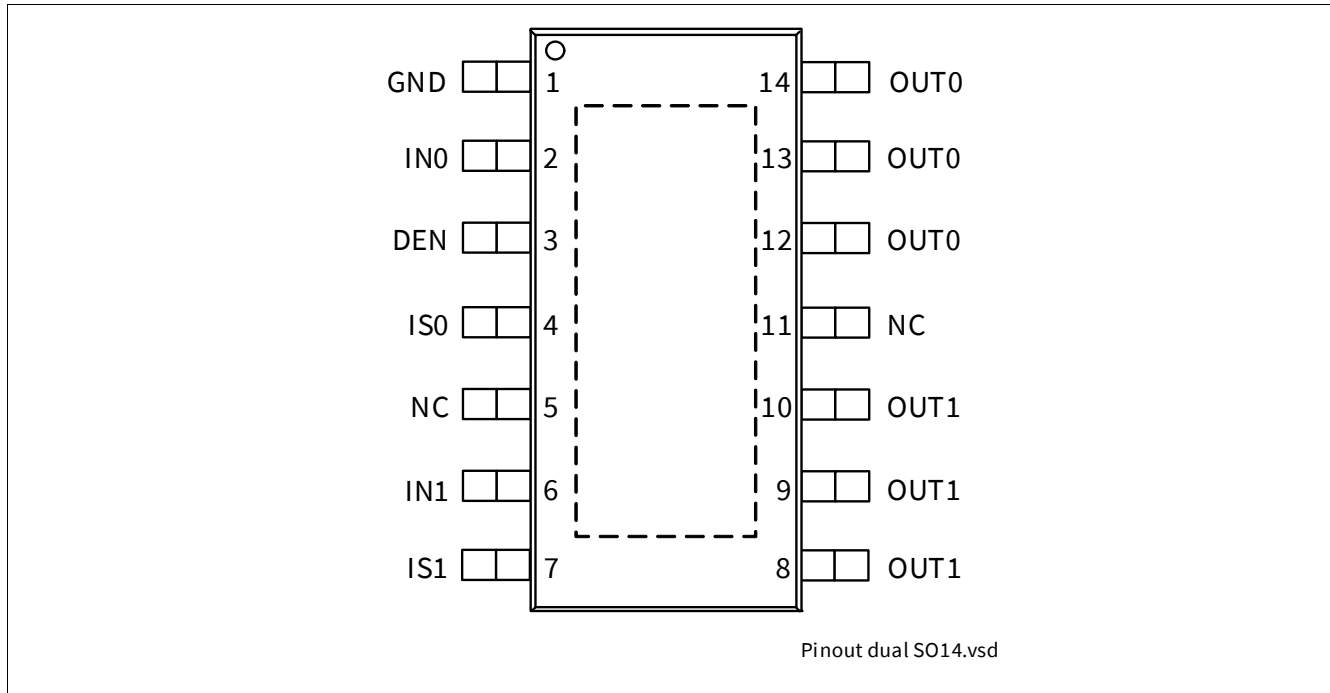 GND 1 14 OUT0
IN0 2 13 OUT0
DEN 3 12 OUT0
IS0 4 11 NC
NC 5 10 OUT1
IN1 6 9 OUT1
IS1 7 8 OUT1
Pinout dual SO14.vsd